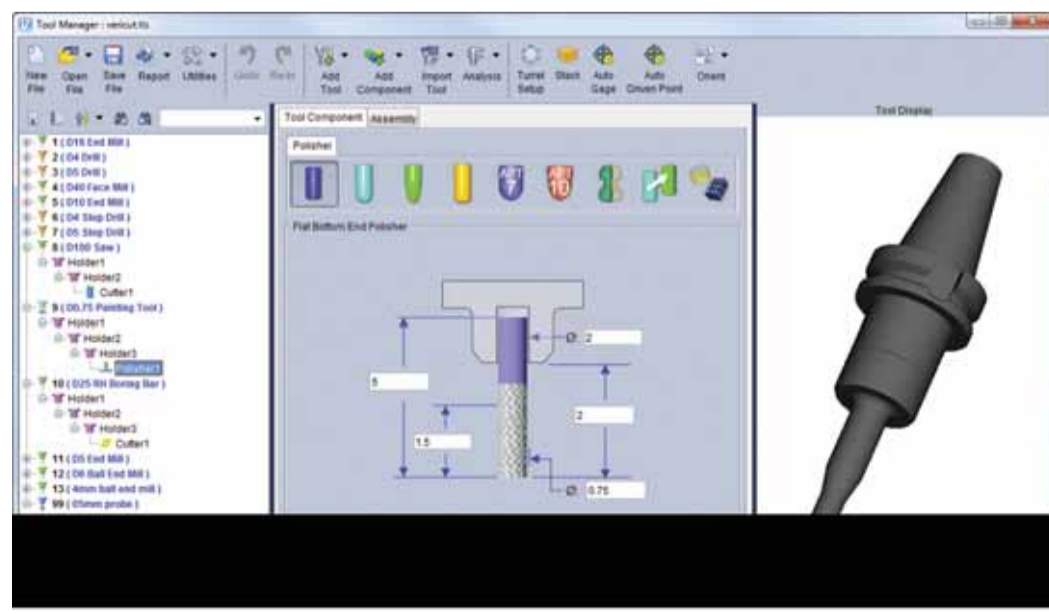 Tool Manager : vericut.tls
New File
Open File
Save File
Report
Utilities
Undo
Redo
Add Tool
Add Component
Import Tool
Analysis
Turret Setup
Stack
Auto Gage
Auto Driven Point
Orient
1 ( D16 End Mill )
2 ( D4 Drill )
3 ( D5 Drill )
4 ( D40 Face Mill )
5 ( D10 End Mill )
6 ( D4 Step Drill )
7 ( D5 Step Drill )
8 ( D100 Saw )
Holder1
Holder2
Cutter1
9 ( D0.75 Painting Tool )
Holder1
Holder2
Holder3
Polisher1
10 ( D25 RH Boring Bar )
Holder1
Holder2
Holder3
Cutter1
11 ( D5 End Mill )
12 ( D6 Ball End Mill )
13 ( 4mm ball end mill )
99 ( 05mm probe )
Tool Component
Assembly
Polisher
APT 7
APT 10
Flat Bottom End Polisher
Ø 2
5
2
1.5
Ø 0.75
Tool Display